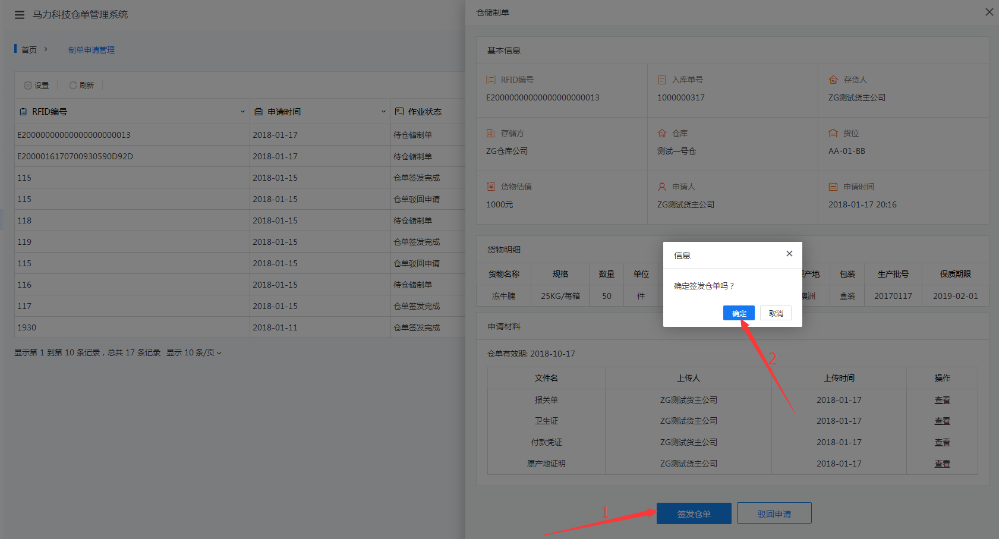 马力科技仓单管理系统
首页 制单申请管理
设置 刷新
RFID编号 申请时间 作业状态
E20000000000000000000013 2018-01-17 待仓储制单
E2000016170700930590D92D 2018-01-17 待仓储制单
115 2018-01-15 仓单签发完成
115 2018-01-15 仓单驳回申请
118 2018-01-15 待仓储制单
119 2018-01-15 仓单签发完成
115 2018-01-15 仓单驳回申请
116 2018-01-15 待仓储制单
117 2018-01-15 仓单签发完成
1930 2018-01-11 仓单签发完成
显示第 1 到第 10 条记录，总共 17 条记录 显示 10 条/页
仓储制单
基本信息
RFID编号 入库单号 存货人
E20000000000000000000013 1000000317 ZG测试货主公司
存储方 仓库 货位
ZG仓库公司 测试一号仓 AA-01-BB
货物估值 申请人 申请时间
1000元 ZG测试货主公司 2018-01-17 20:16
货物明细
货物名称 规格 数量 单位 产地 包装 生产批号 保质期限
冻牛腩 25KG/每箱 50 件 澳洲 盒装 20170117 2019-02-01
信息
确定签发仓单吗？
确定 取消
申请材料
仓单有效期: 2018-10-17
2
文件名 上传人 上传时间 操作
报关单 ZG测试货主公司 2018-01-17 查看
卫生证 ZG测试货主公司 2018-01-17 查看
付款凭证 ZG测试货主公司 2018-01-17 查看
原产地证明 ZG测试货主公司 2018-01-17 查看
1
签发仓单 驳回申请